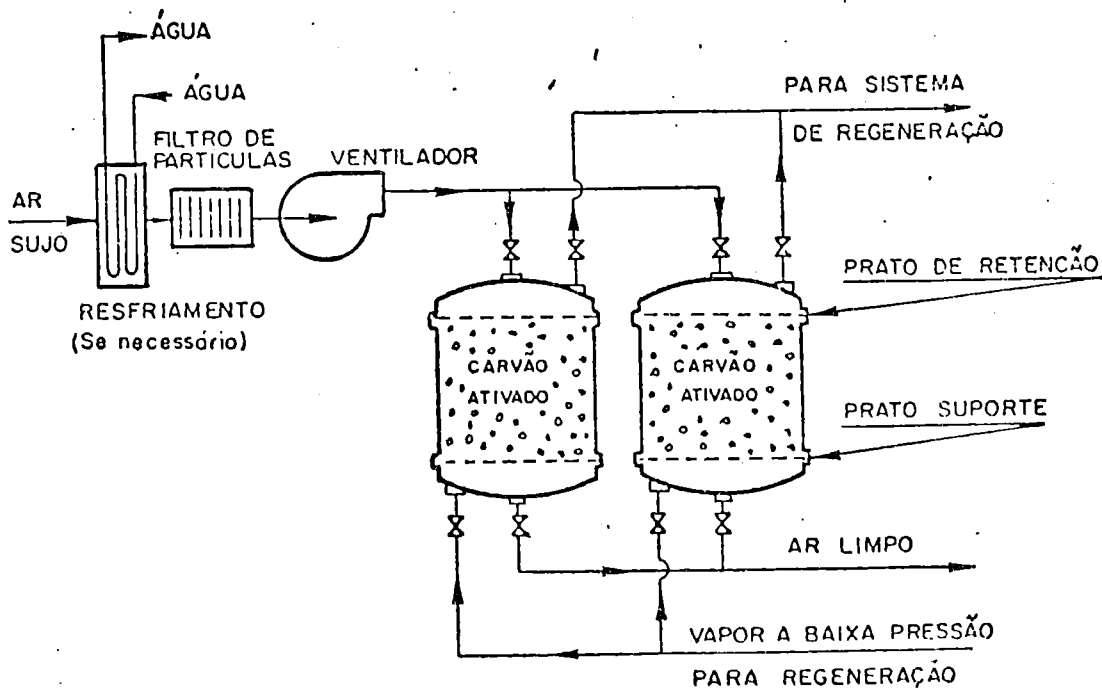 ÁGUA
ÁGUA
PARA SISTEMA
DE REGENERAÇÃO
FILTRO DE
PARTICULAS
VENTILADOR
AR
SUJO
PRATO DE RETENCÃO
RESFRIAMENTO
(Se necessário)
CARVÃO
ATIVADO
CARVÃO
ATIVADO
PRATO SUPORTE
AR LIMPO
VAPOR A BAIXA PRESSÃO
PARA REGENERAÇÃO